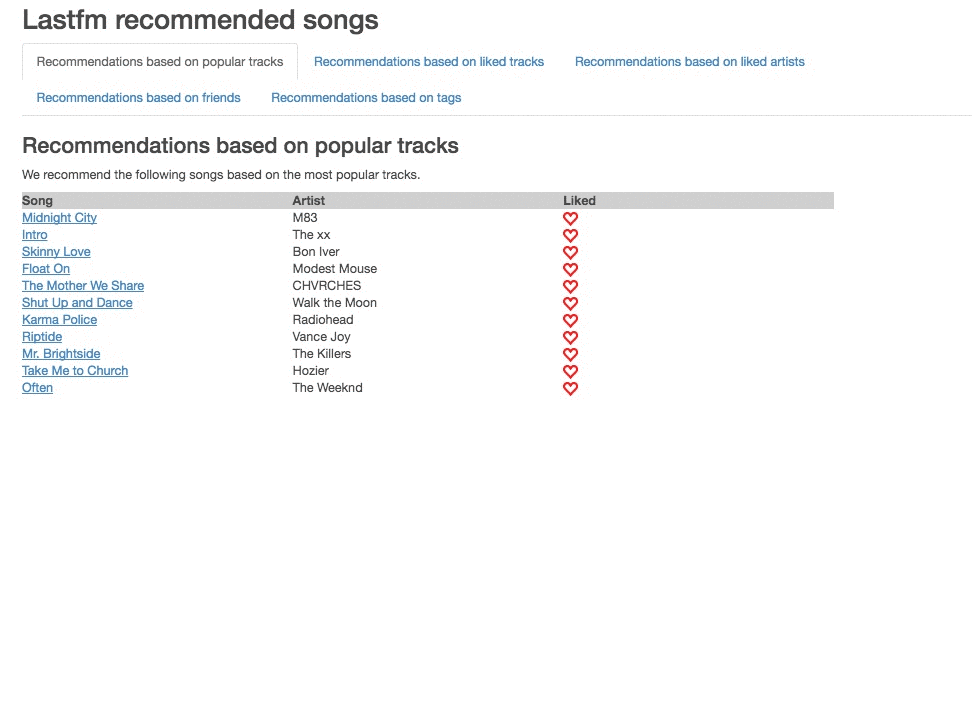 Lastfm recommended songs
Recommendations based on popular tracks Recommendations based on liked tracks Recommendations based on liked artists
Recommendations based on friends Recommendations based on tags
Recommendations based on popular tracks
We recommend the following songs based on the most popular tracks.
Song Artist Liked
Midnight City M83
Intro The xx
Skinny Love Bon Iver
Float On Modest Mouse
The Mother We Share CHVRCHES
Shut Up and Dance Walk the Moon
Karma Police Radiohead
Riptide Vance Joy
Mr. Brightside The Killers
Take Me to Church Hozier
Often The Weeknd